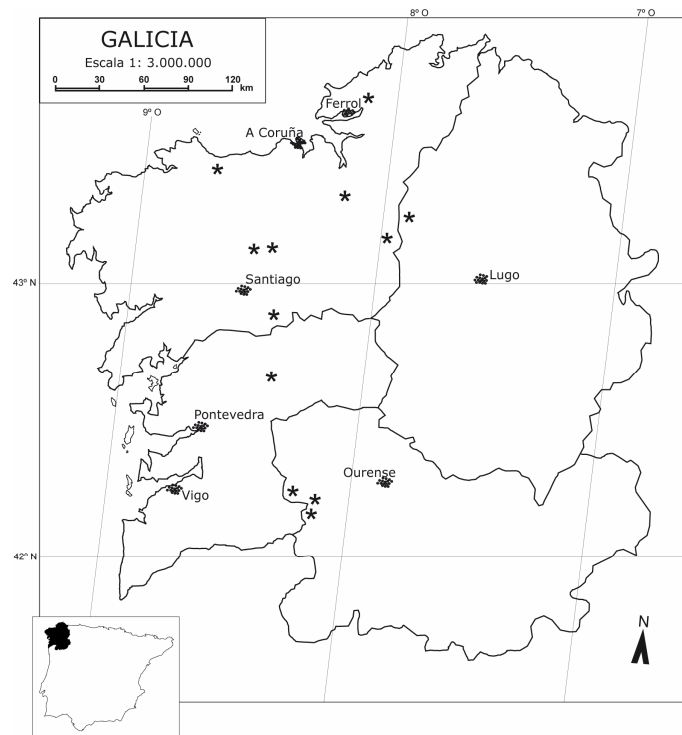 8º O
7º O
GALICIA
Escala 1: 3.000.000
0 30 60 90 120
km
9º O
Ferrol
A Coruña
43º N
Santiago
Lugo
Pontevedra
Ourense
Vigo
42º N
N